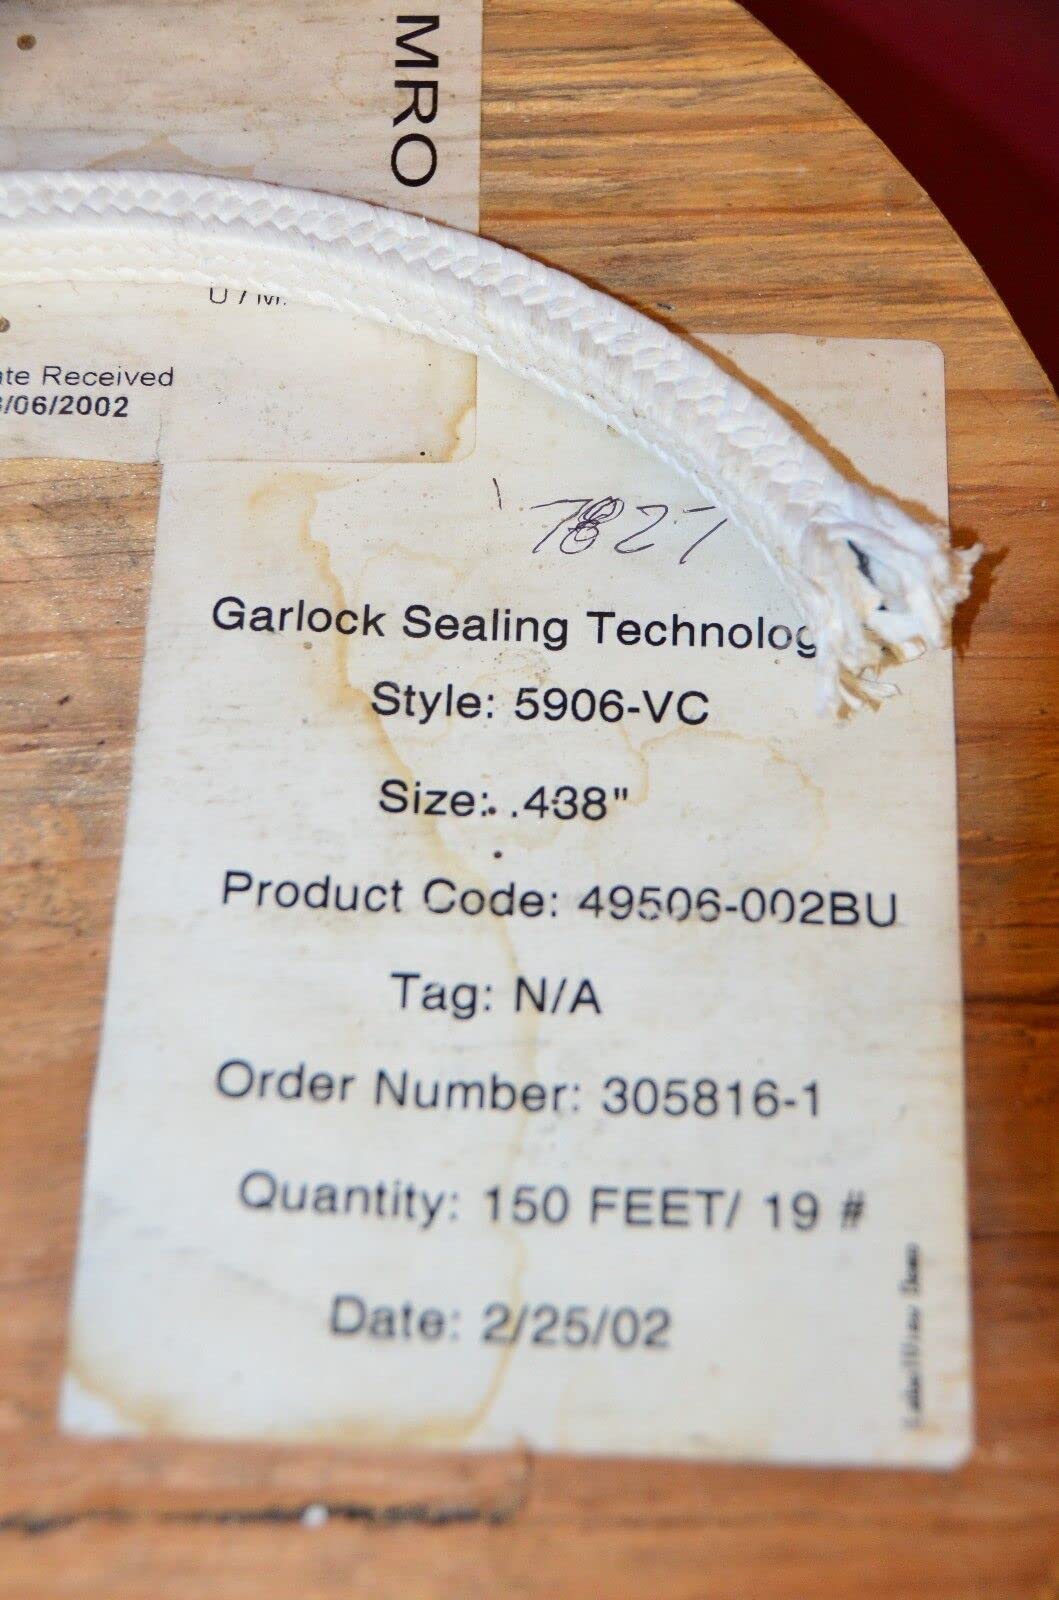 MRO
U / M:
ate Received
/06/2002
7827
Garlock Sealing Technolog
Style: 5906-VC
Size: .438"
Product Code: 49506-002BU
Tag: N/A
Order Number: 305816-1
Quantity: 150 FEET/ 19 #
Date: 2/25/02